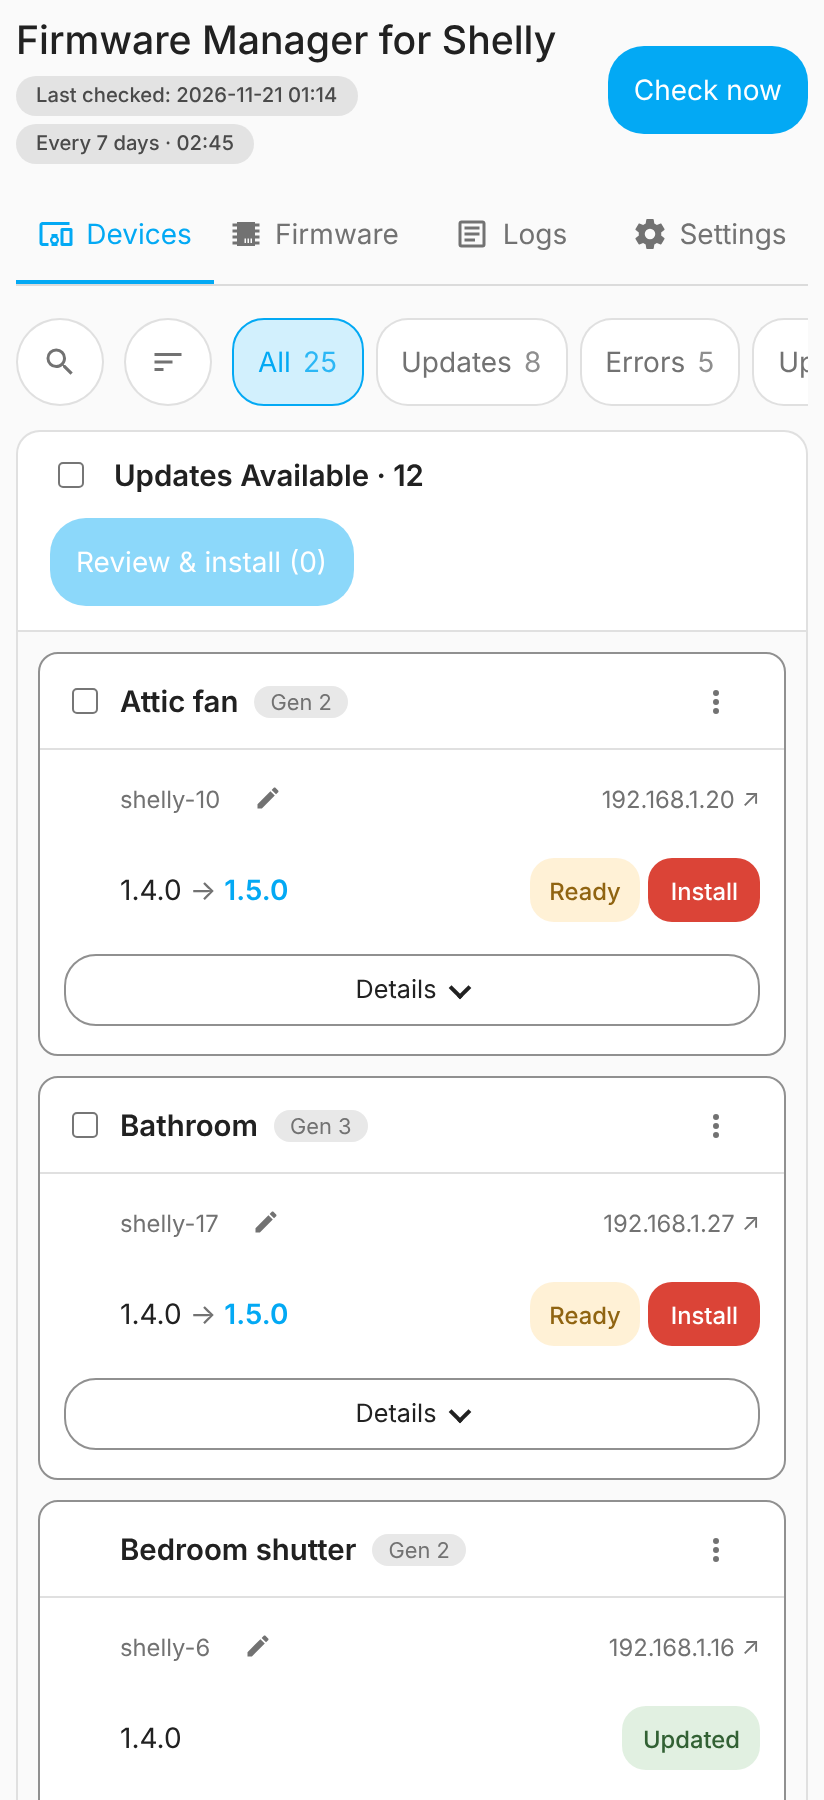 Firmware Manager for Shelly
Last checked: 2026-11-21 01:14
Every 7 days · 02:45
Check now
Devices
Firmware
Logs
Settings
All 25
Updates 8
Errors 5
Up
Updates Available · 12
Review & install (0)
Attic fan Gen 2
shelly-10
192.168.1.20 ↗
1.4.0 → 1.5.0
Ready
Install
Details
Bathroom Gen 3
shelly-17
192.168.1.27 ↗
1.4.0 → 1.5.0
Ready
Install
Details
Bedroom shutter Gen 2
shelly-6
192.168.1.16 ↗
1.4.0
Updated